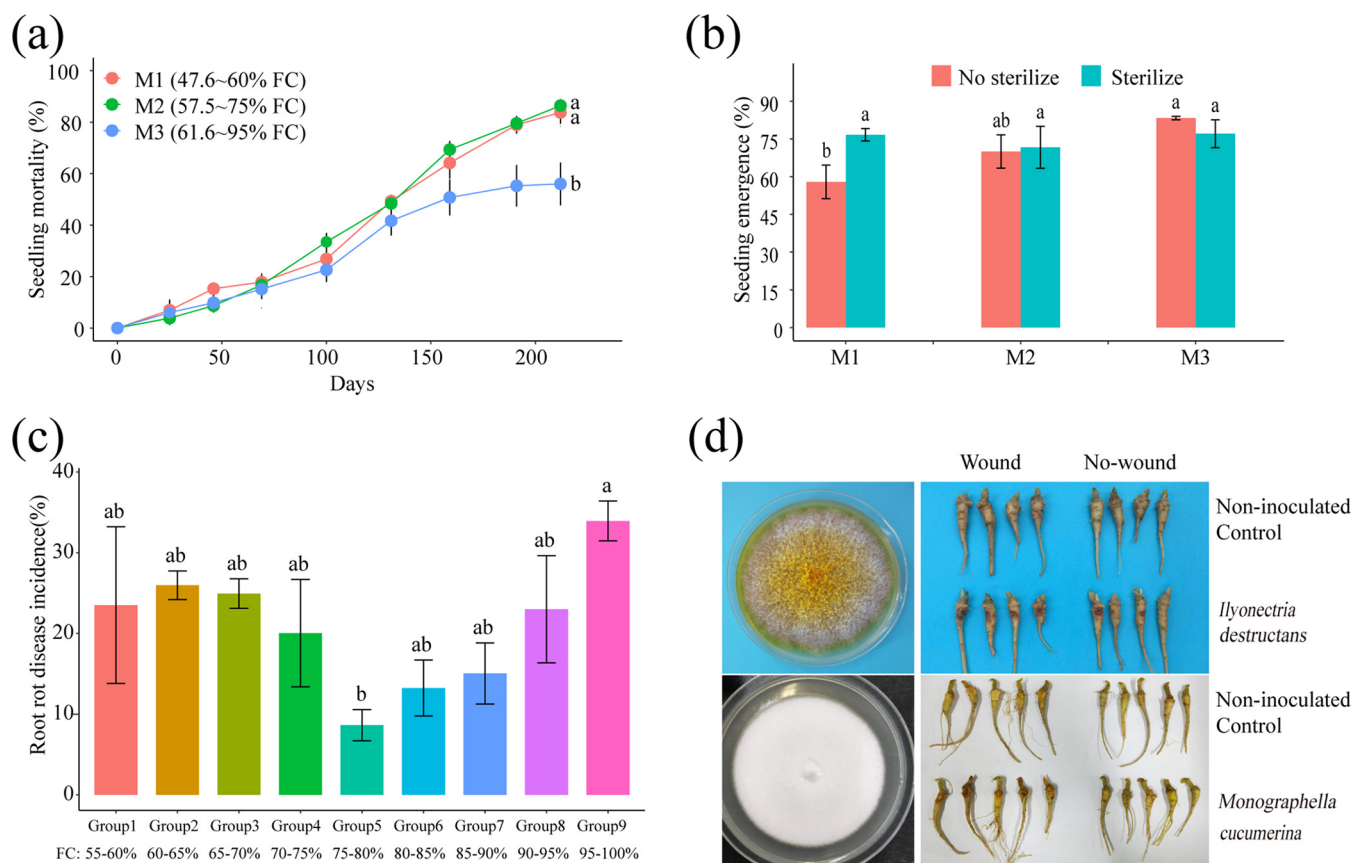 (a)
100
80
60
40
20
0
Seedling mortality (%)
M1 (47.6~60% FC)
M2 (57.5~75% FC)
M3 (61.6~95% FC)
a
a
b
0 50 100 150 200
Days
(b)
No sterilize Sterilize
90
75
60
45
30
15
0
Seeding emergence (%)
b a ab a a a
M1 M2 M3
(c)
40
30
20
10
0
Root rot disease incidence(%)
ab ab ab ab b ab ab ab a
Group1 Group2 Group3 Group4 Group5 Group6 Group7 Group8 Group9
FC: 55-60% 60-65% 65-70% 70-75% 75-80% 80-85% 85-90% 90-95% 95-100%
(d)
Wound No-wound
Non-inoculated
Control
Ilyonectria
destructans
Non-inoculated
Control
Monographella
cucumerina